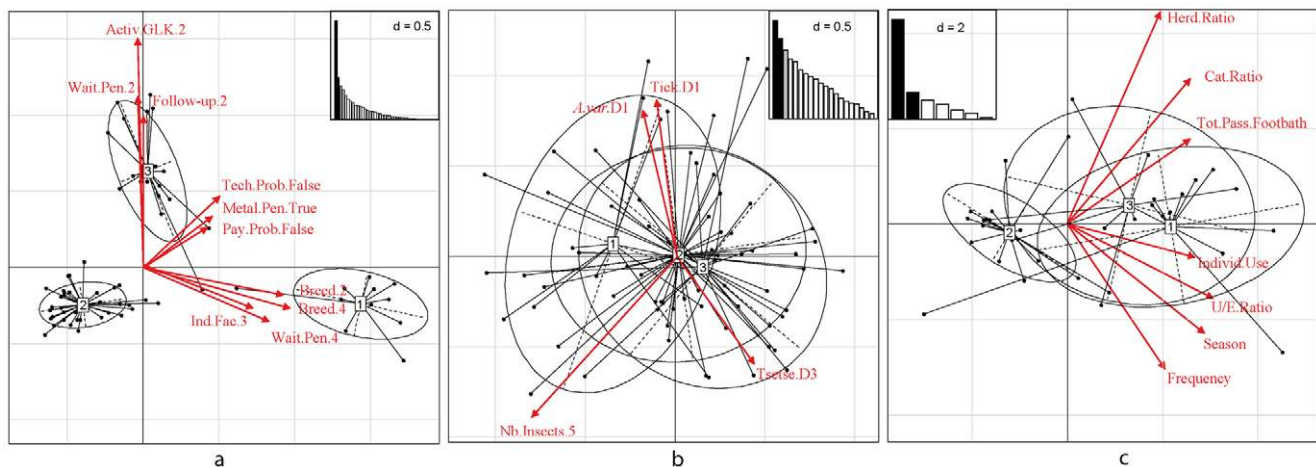 Activ.GLK.2
d = 0.5
Wait.Pen.2
Follow-up.2
3
Tech.Prob.False
Metal.Pen.True
Pay.Prob.False
Breed.2
2
1
Breed.4
Ind.Fac.3
Wait.Pen.4
a
d = 0.5
Tick.D1
A.var.D1
1
2
3
Tsetse.D3
Nb.Insects.5
b
Herd.Ratio
d = 2
Cat.Ratio
Tot.Pass.Footbath
3
2
1
Individ.Use
U/E.Ratio
Season
Frequency
c